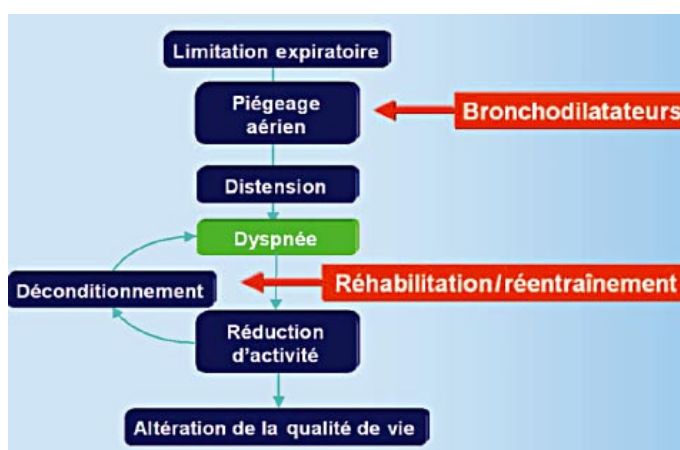 Limitation expiratoire
Piégeage
aérien
Bronchodilatateurs
Distension
Dyspnée
Déconditionnement
Réhabilitation/réentraînement
Réduction
d'activité
Altération de la qualité de vie